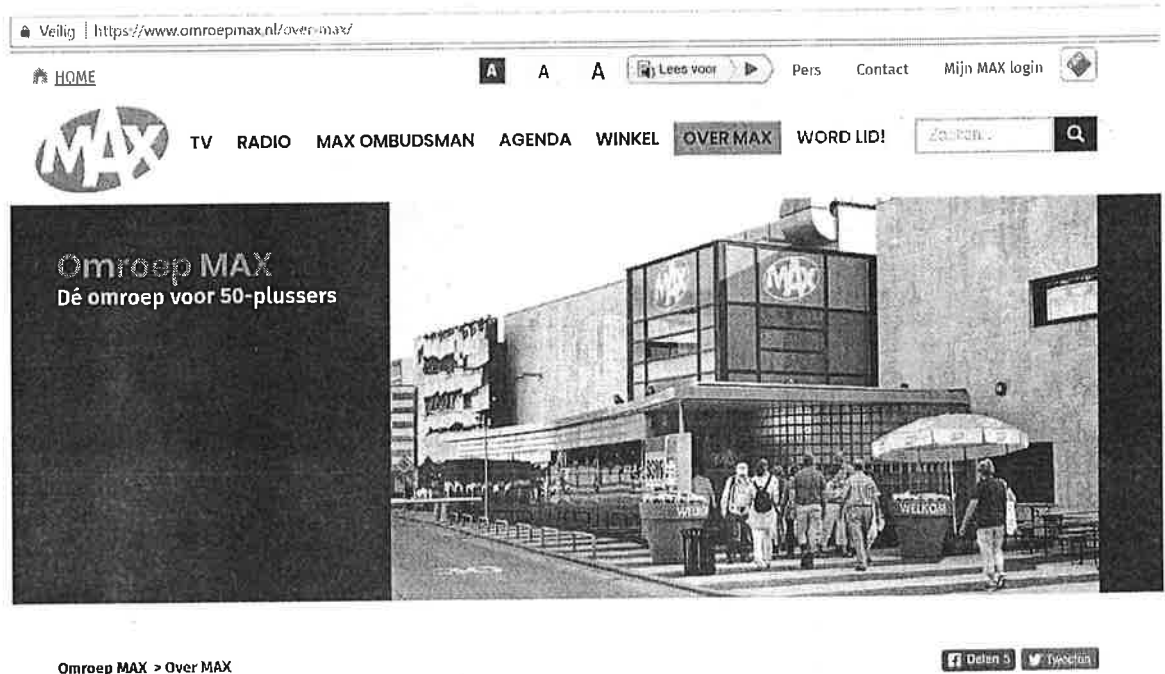 Veilig | https://www.omroepmax.nl/over-max/
HOME
A A A Lees voor Pers Contact Mijn MAX login
MAX TV RADIO MAX OMBUDSMAN AGENDA WINKEL OVER MAX WORD LID! Zoeken...
Omroep MAX
Dé omroep voor 50-plussers
MAX MAX
WELKOM WELKOM
Omroep MAX > Over MAX
Delen 5 Tweeten